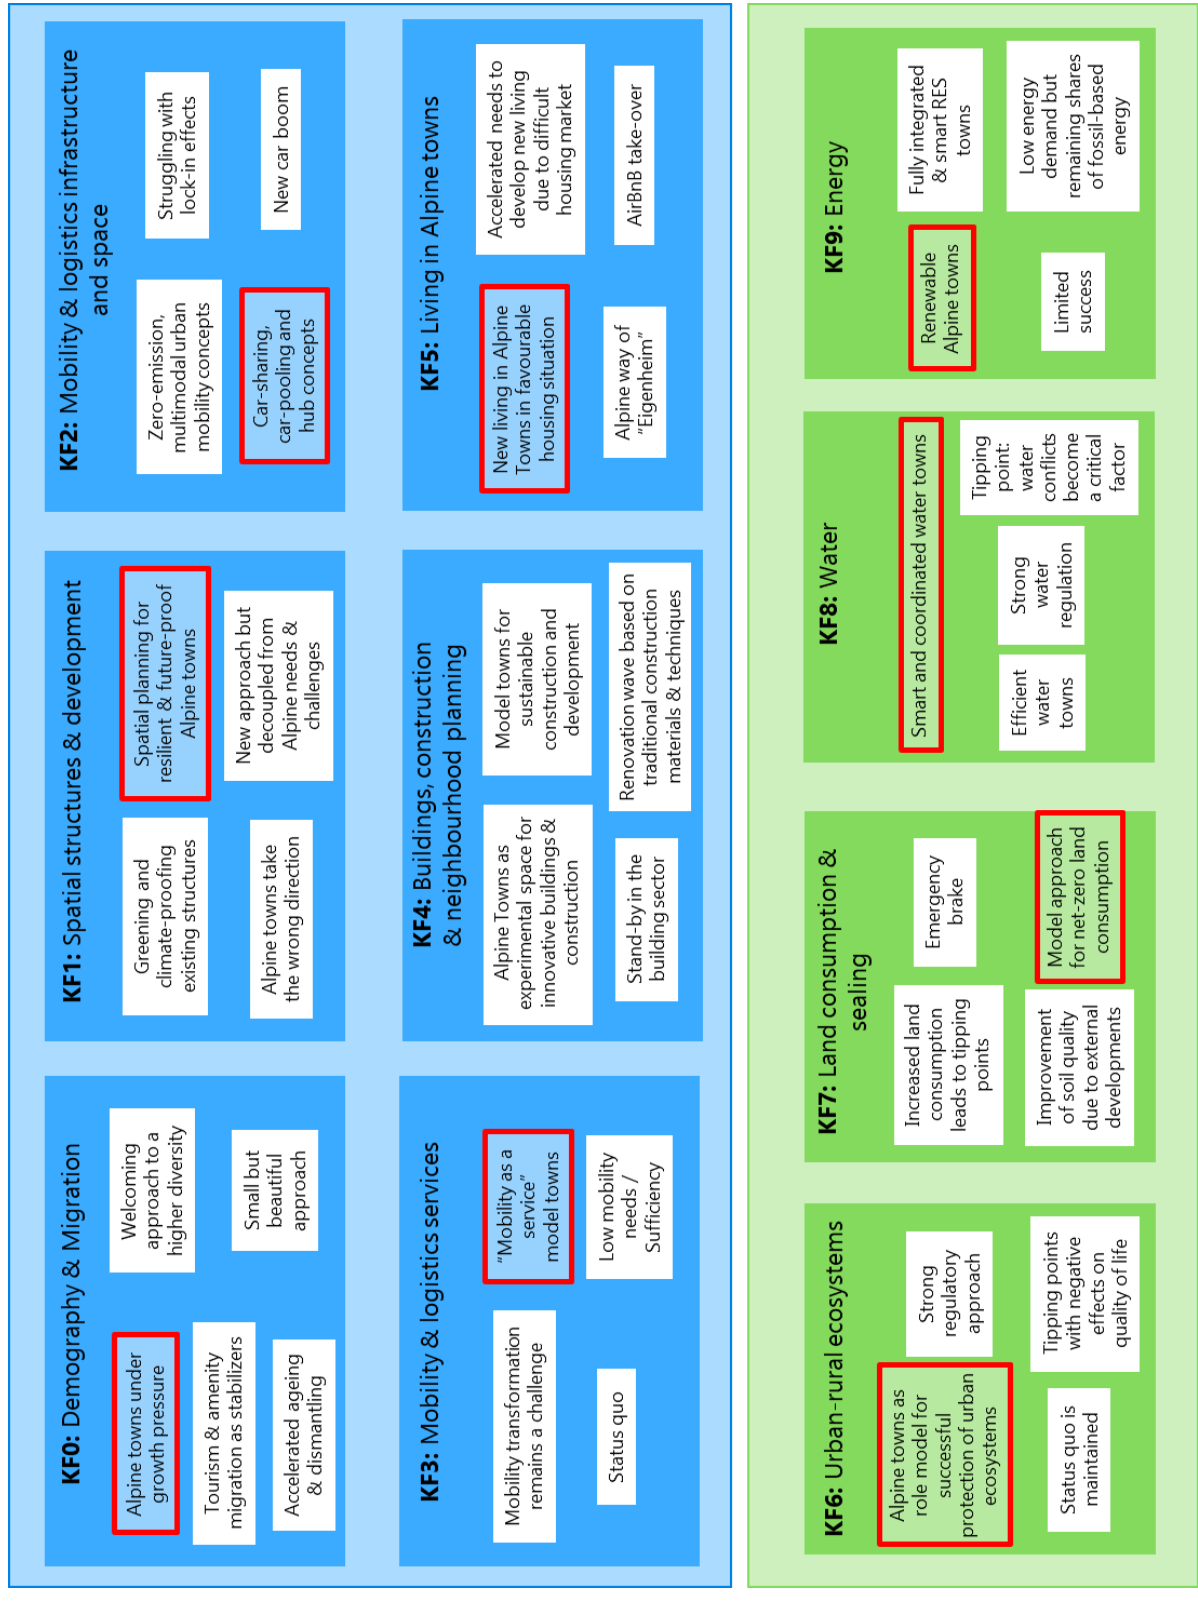 KF0: Demography & Migration
Alpine towns under
growth pressure
Welcoming
approach to a
higher diversity
Tourism & amenity
migration as stabilizers
Small but
beautiful
approach
Accelerated ageing
& dismantling
KF1: Spatial structures & development
Greening and
climate-proofing
existing structures
Spatial planning for
resilient & future-proof
Alpine towns
Alpine towns take
the wrong direction
New approach but
decoupled from
Alpine needs &
challenges
KF2: Mobility & logistics infrastructure
and space
Zero-emission,
multimodal urban
mobility concepts
Struggling with
lock-in effects
Car-sharing,
car-pooling and
hub concepts
New car boom
KF3: Mobility & logistics services
Mobility transformation
remains a challenge
“Mobility as a
service”
model towns
Status quo
Low mobility
needs /
Sufficiency
KF4: Buildings, construction
& neighbourhood planning
Alpine Towns as
experimental space for
innovative buildings &
construction
Model towns for
sustainable
construction and
development
Stand-by in the
building sector
Renovation wave based on
traditional construction
materials & techniques
KF5: Living in Alpine towns
New living in Alpine
Towns in favourable
housing situation
Accelerated needs to
develop new living
due to difficult
housing market
Alpine way of
“Eigenheim”
AirBnB take-over
KF6: Urban-rural ecosystems
Alpine towns as
role model for
successful
protection of urban
ecosystems
Strong
regulatory
approach
Status quo is
maintained
Tipping points
with negative
effects on
quality of life
KF7: Land consumption &
sealing
Increased land
consumption
leads to tipping
points
Emergency
brake
Improvement
of soil quality
due to external
developments
Model approach
for net-zero land
consumption
KF8: Water
Smart and coordinated water towns
Efficient
water
towns
Strong
water
regulation
Tipping
point:
water
conflicts
become
a critical
factor
KF9: Energy
Renewable
Alpine towns
Fully integrated
& smart RES
towns
Limited
success
Low energy
demand but
remaining shares
of fossil-based
energy